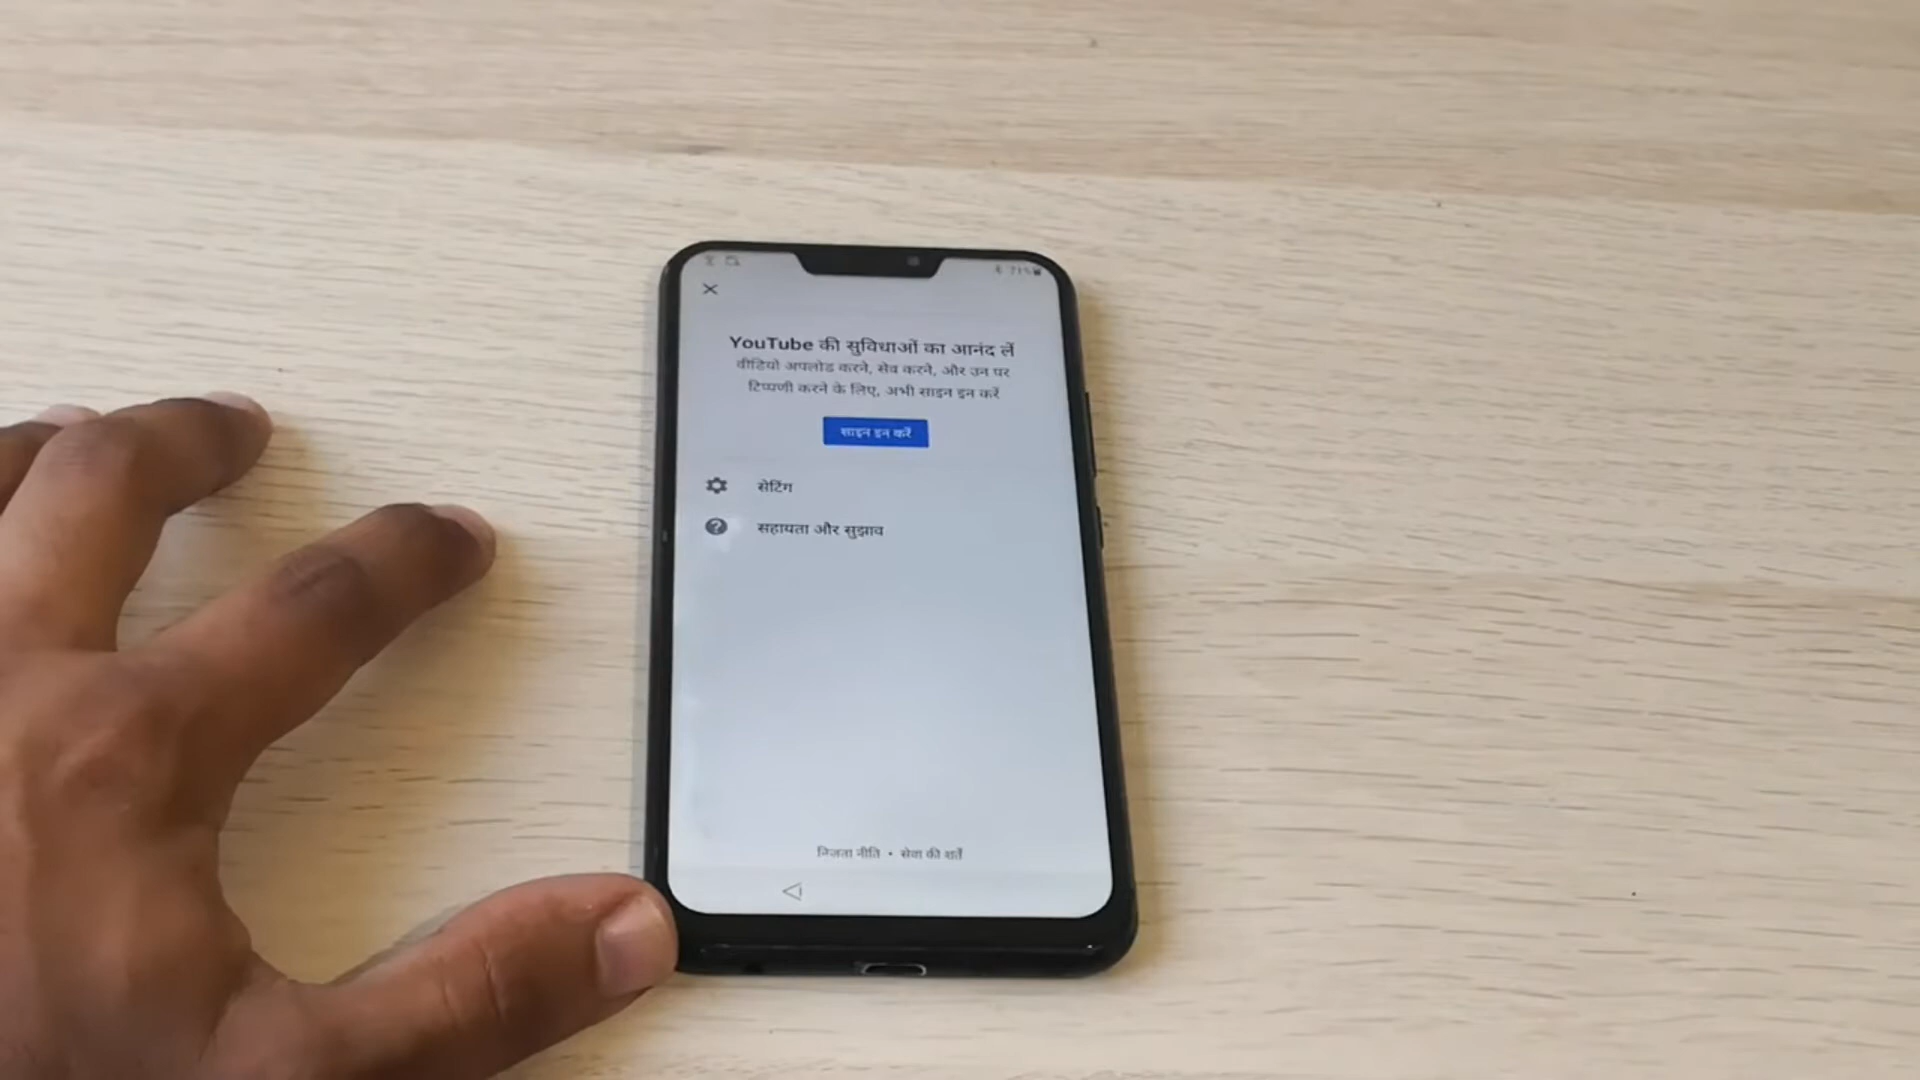 71%
YouTube की सुविधाओं का आनंद लें
वीडियो अपलोड करने, सेव करने, और उन पर
टिप्पणी करने के लिए, अभी साइन इन करें
साइन इन करें
सेटिंग
सहायता और सुझाव
निजता नीति • सेवा की शर्तें